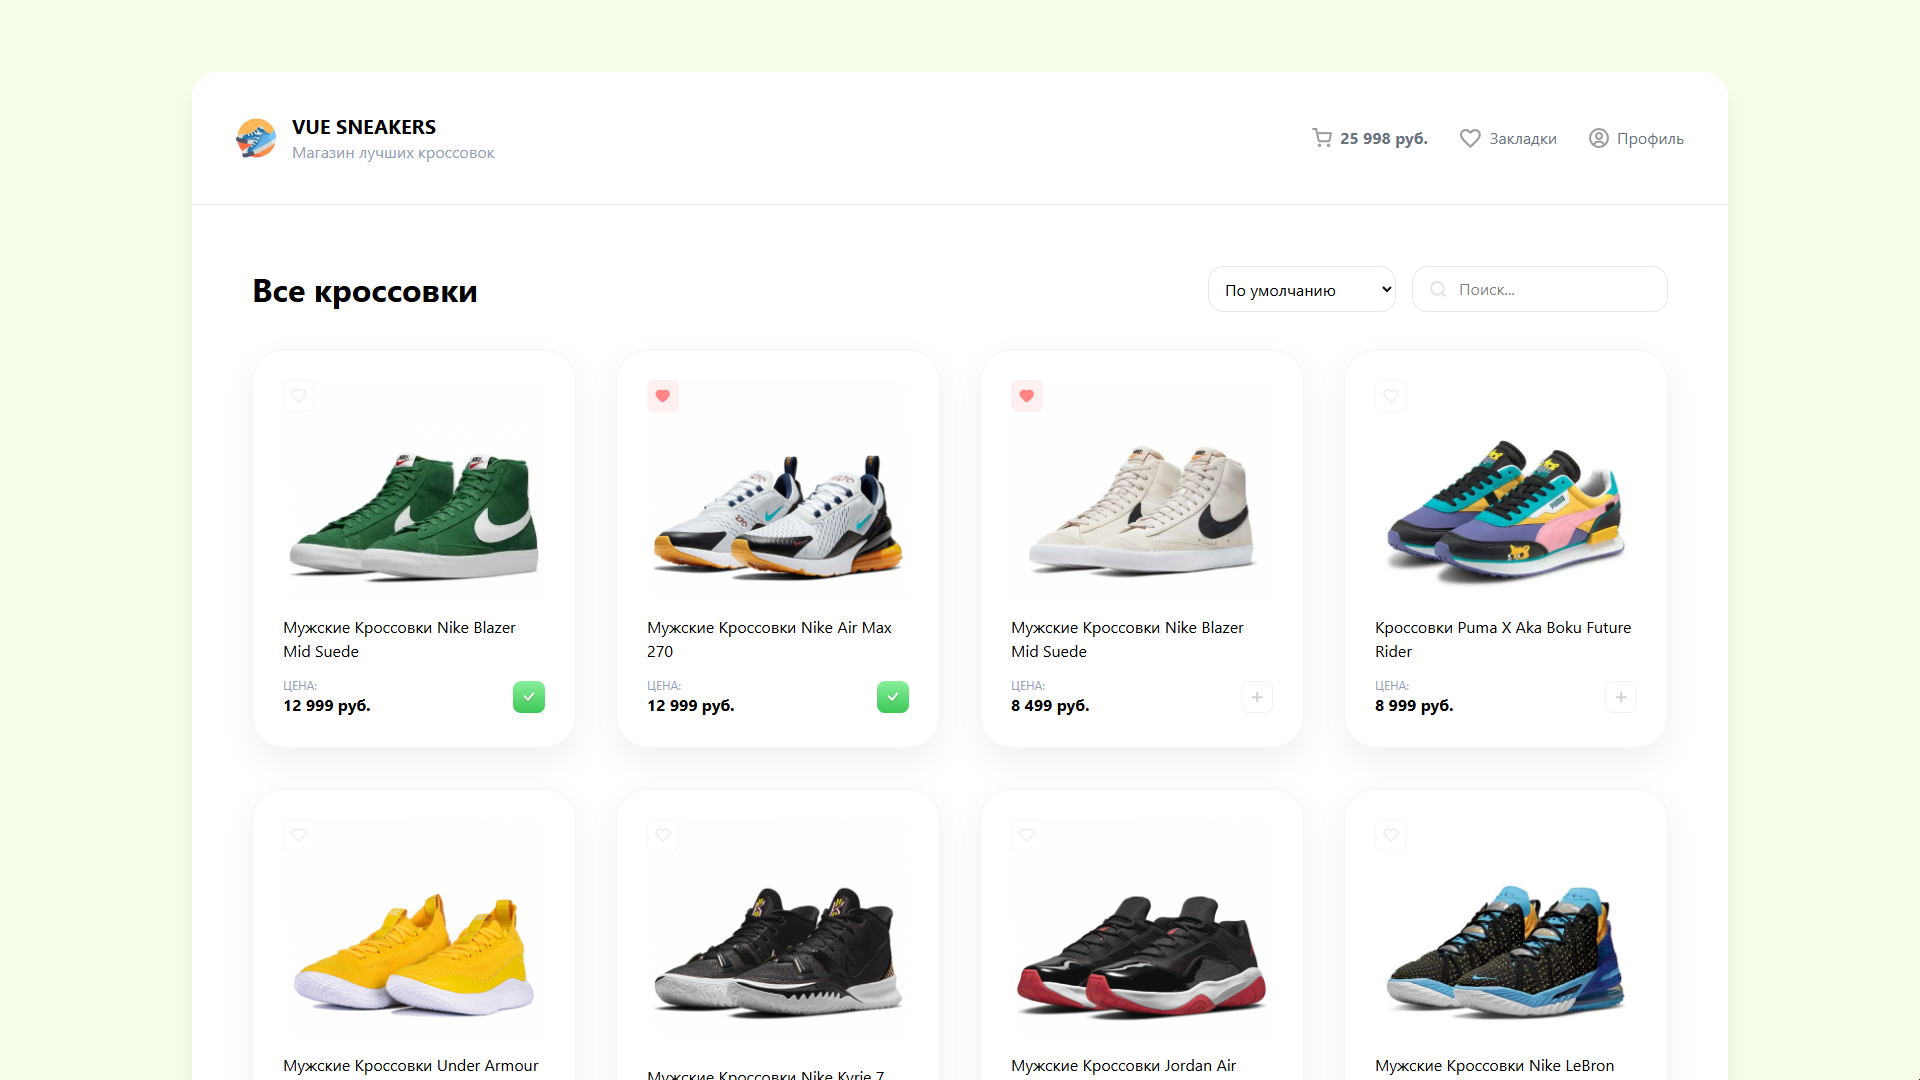 VUE SNEAKERS
Магазин лучших кроссовок
25 998 руб.
Закладки
Профиль
Все кроссовки
По умолчанию
Поиск...
Мужские Кроссовки Nike Blazer
Mid Suede
ЦЕНА:
12 999 руб.
Мужские Кроссовки Nike Air Max
270
ЦЕНА:
12 999 руб.
Мужские Кроссовки Nike Blazer
Mid Suede
ЦЕНА:
8 499 руб.
Кроссовки Puma X Aka Boku Future
Rider
ЦЕНА:
8 999 руб.
Мужские Кроссовки Under Armour
Мужские Кроссовки Nike Kyrie 7
Мужские Кроссовки Jordan Air
Мужские Кроссовки Nike LeBron